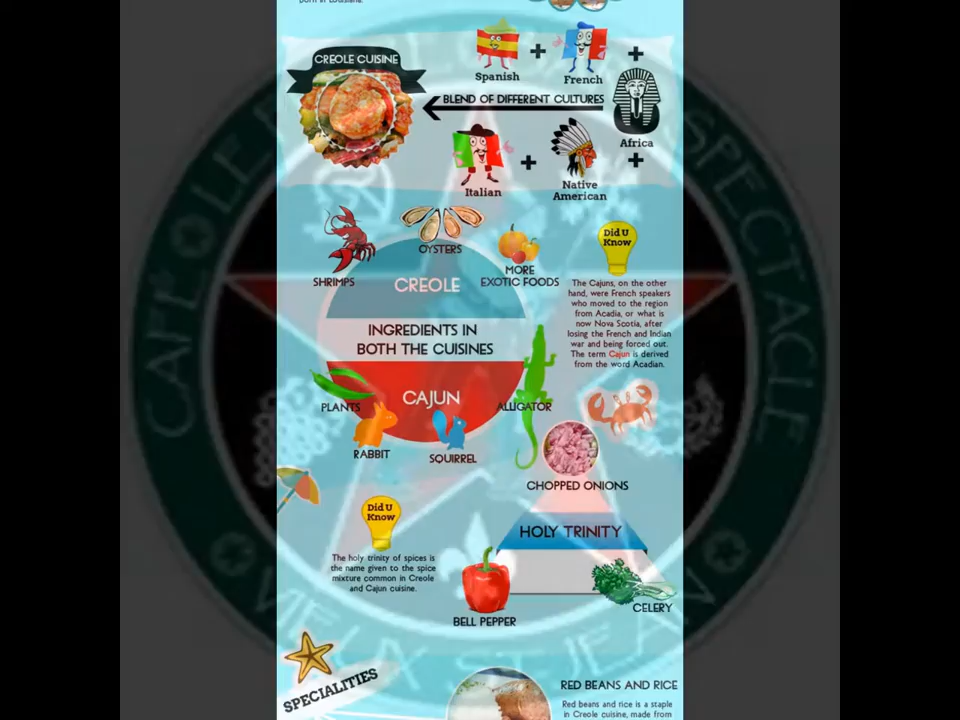 born in Louisiana.
CREOLE CUISINE
Spanish
French
BLEND OF DIFFERENT CULTURES
Africa
Italian
Native
American
SHRIMPS
OYSTERS
MORE
EXOTIC FOODS
CREOLE
INGREDIENTS IN
BOTH THE CUISINES
CAJUN
PLANTS
RABBIT
SQUIRREL
ALLIGATOR
Did U
Know
The Cajuns, on the other
hand, were French speakers
who moved to the region
from Acadia, or what is
now Nova Scotia, after
losing the French and Indian
war and being forced out.
The term Cajun is derived
from the word Acadian.
CHOPPED ONIONS
HOLY TRINITY
BELL PEPPER
CELERY
Did U
Know
The holy trinity of spices is
the name given to the spice
mixture common in Creole
and Cajun cuisine.
SPECIALITIES
RED BEANS AND RICE
Red beans and rice is a staple
in Creole cuisine, made from
SPECTACLE